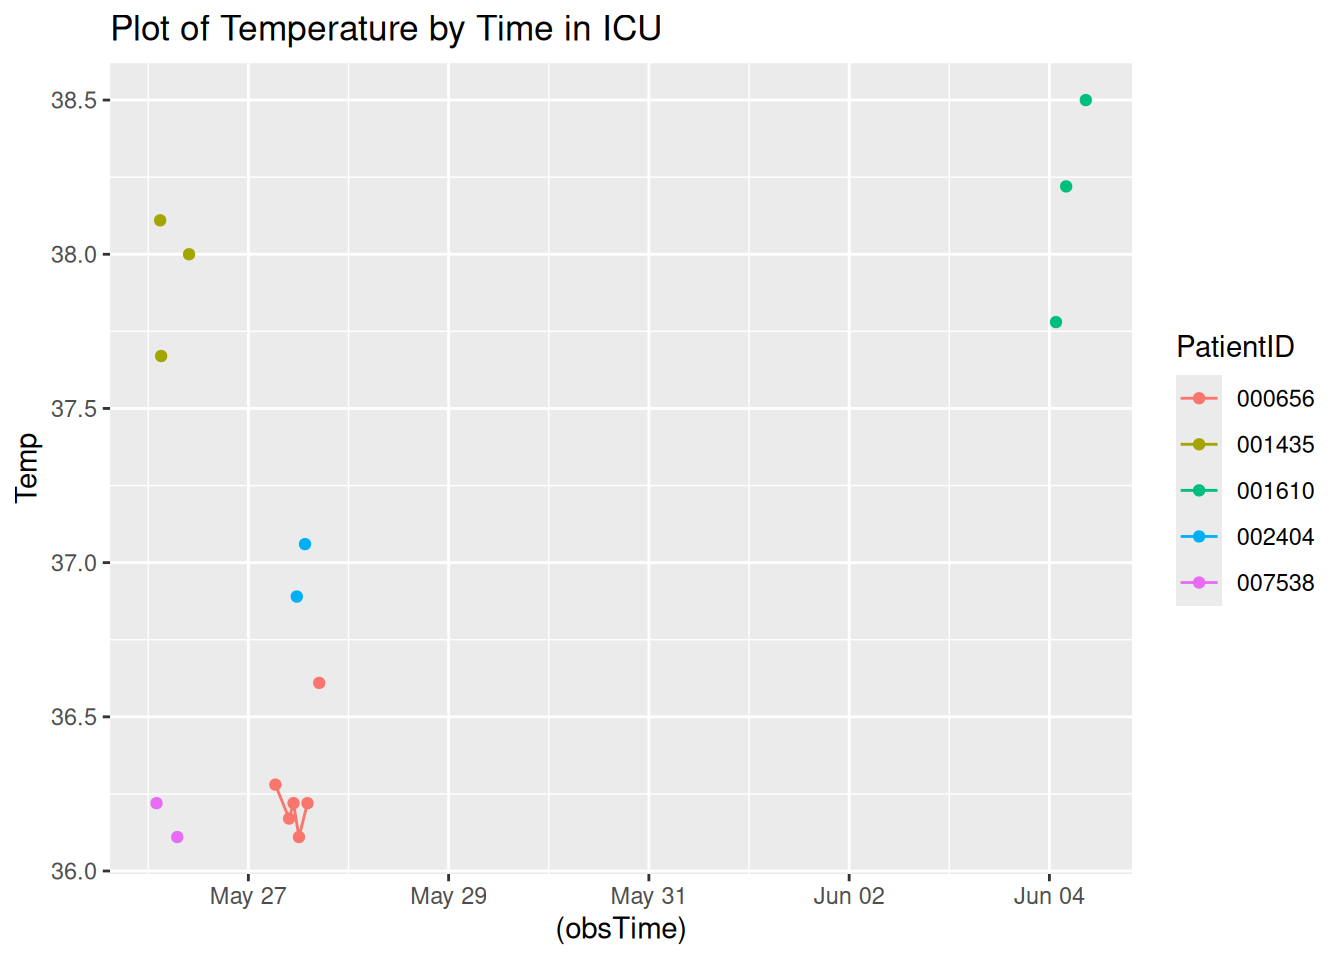 Plot of Temperature by Time in ICU
38.5
38.0
37.5
37.0
36.5
36.0
Temp
May 27
May 29
May 31
Jun 02
Jun 04
(obsTime)
PatientID
000656
001435
001610
002404
007538